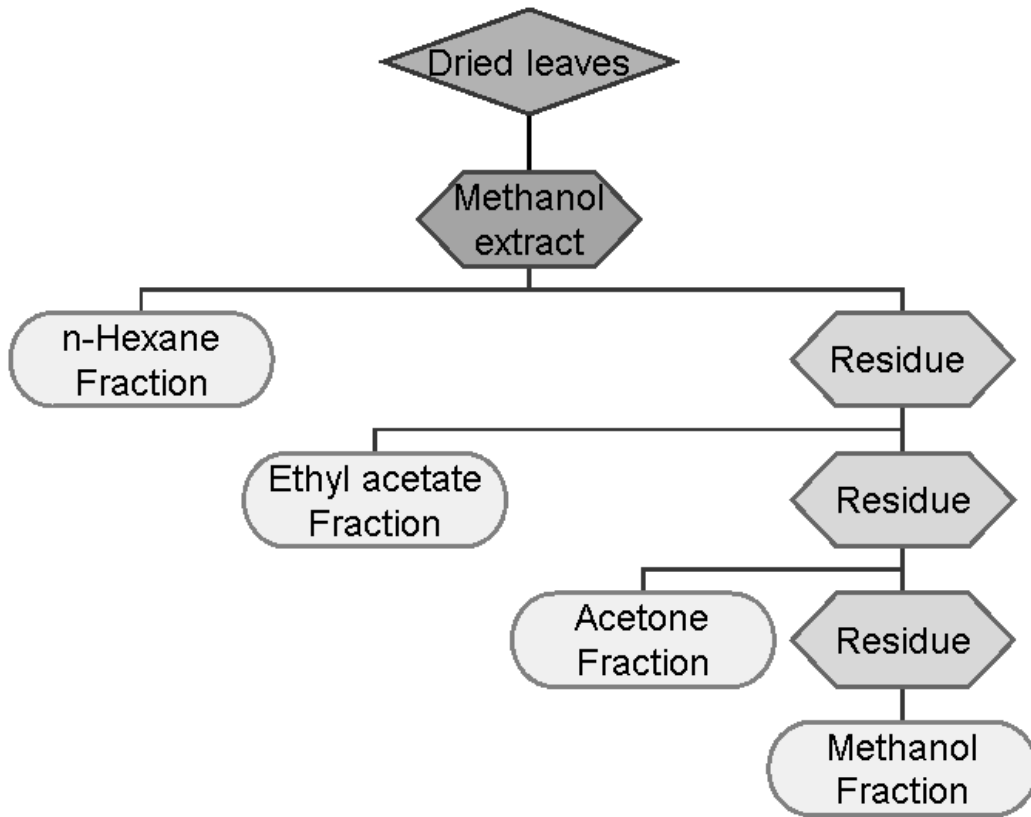 Dried leaves
Methanol
extract
n-Hexane
Fraction
Residue
Ethyl acetate
Fraction
Residue
Acetone
Fraction
Residue
Methanol
Fraction